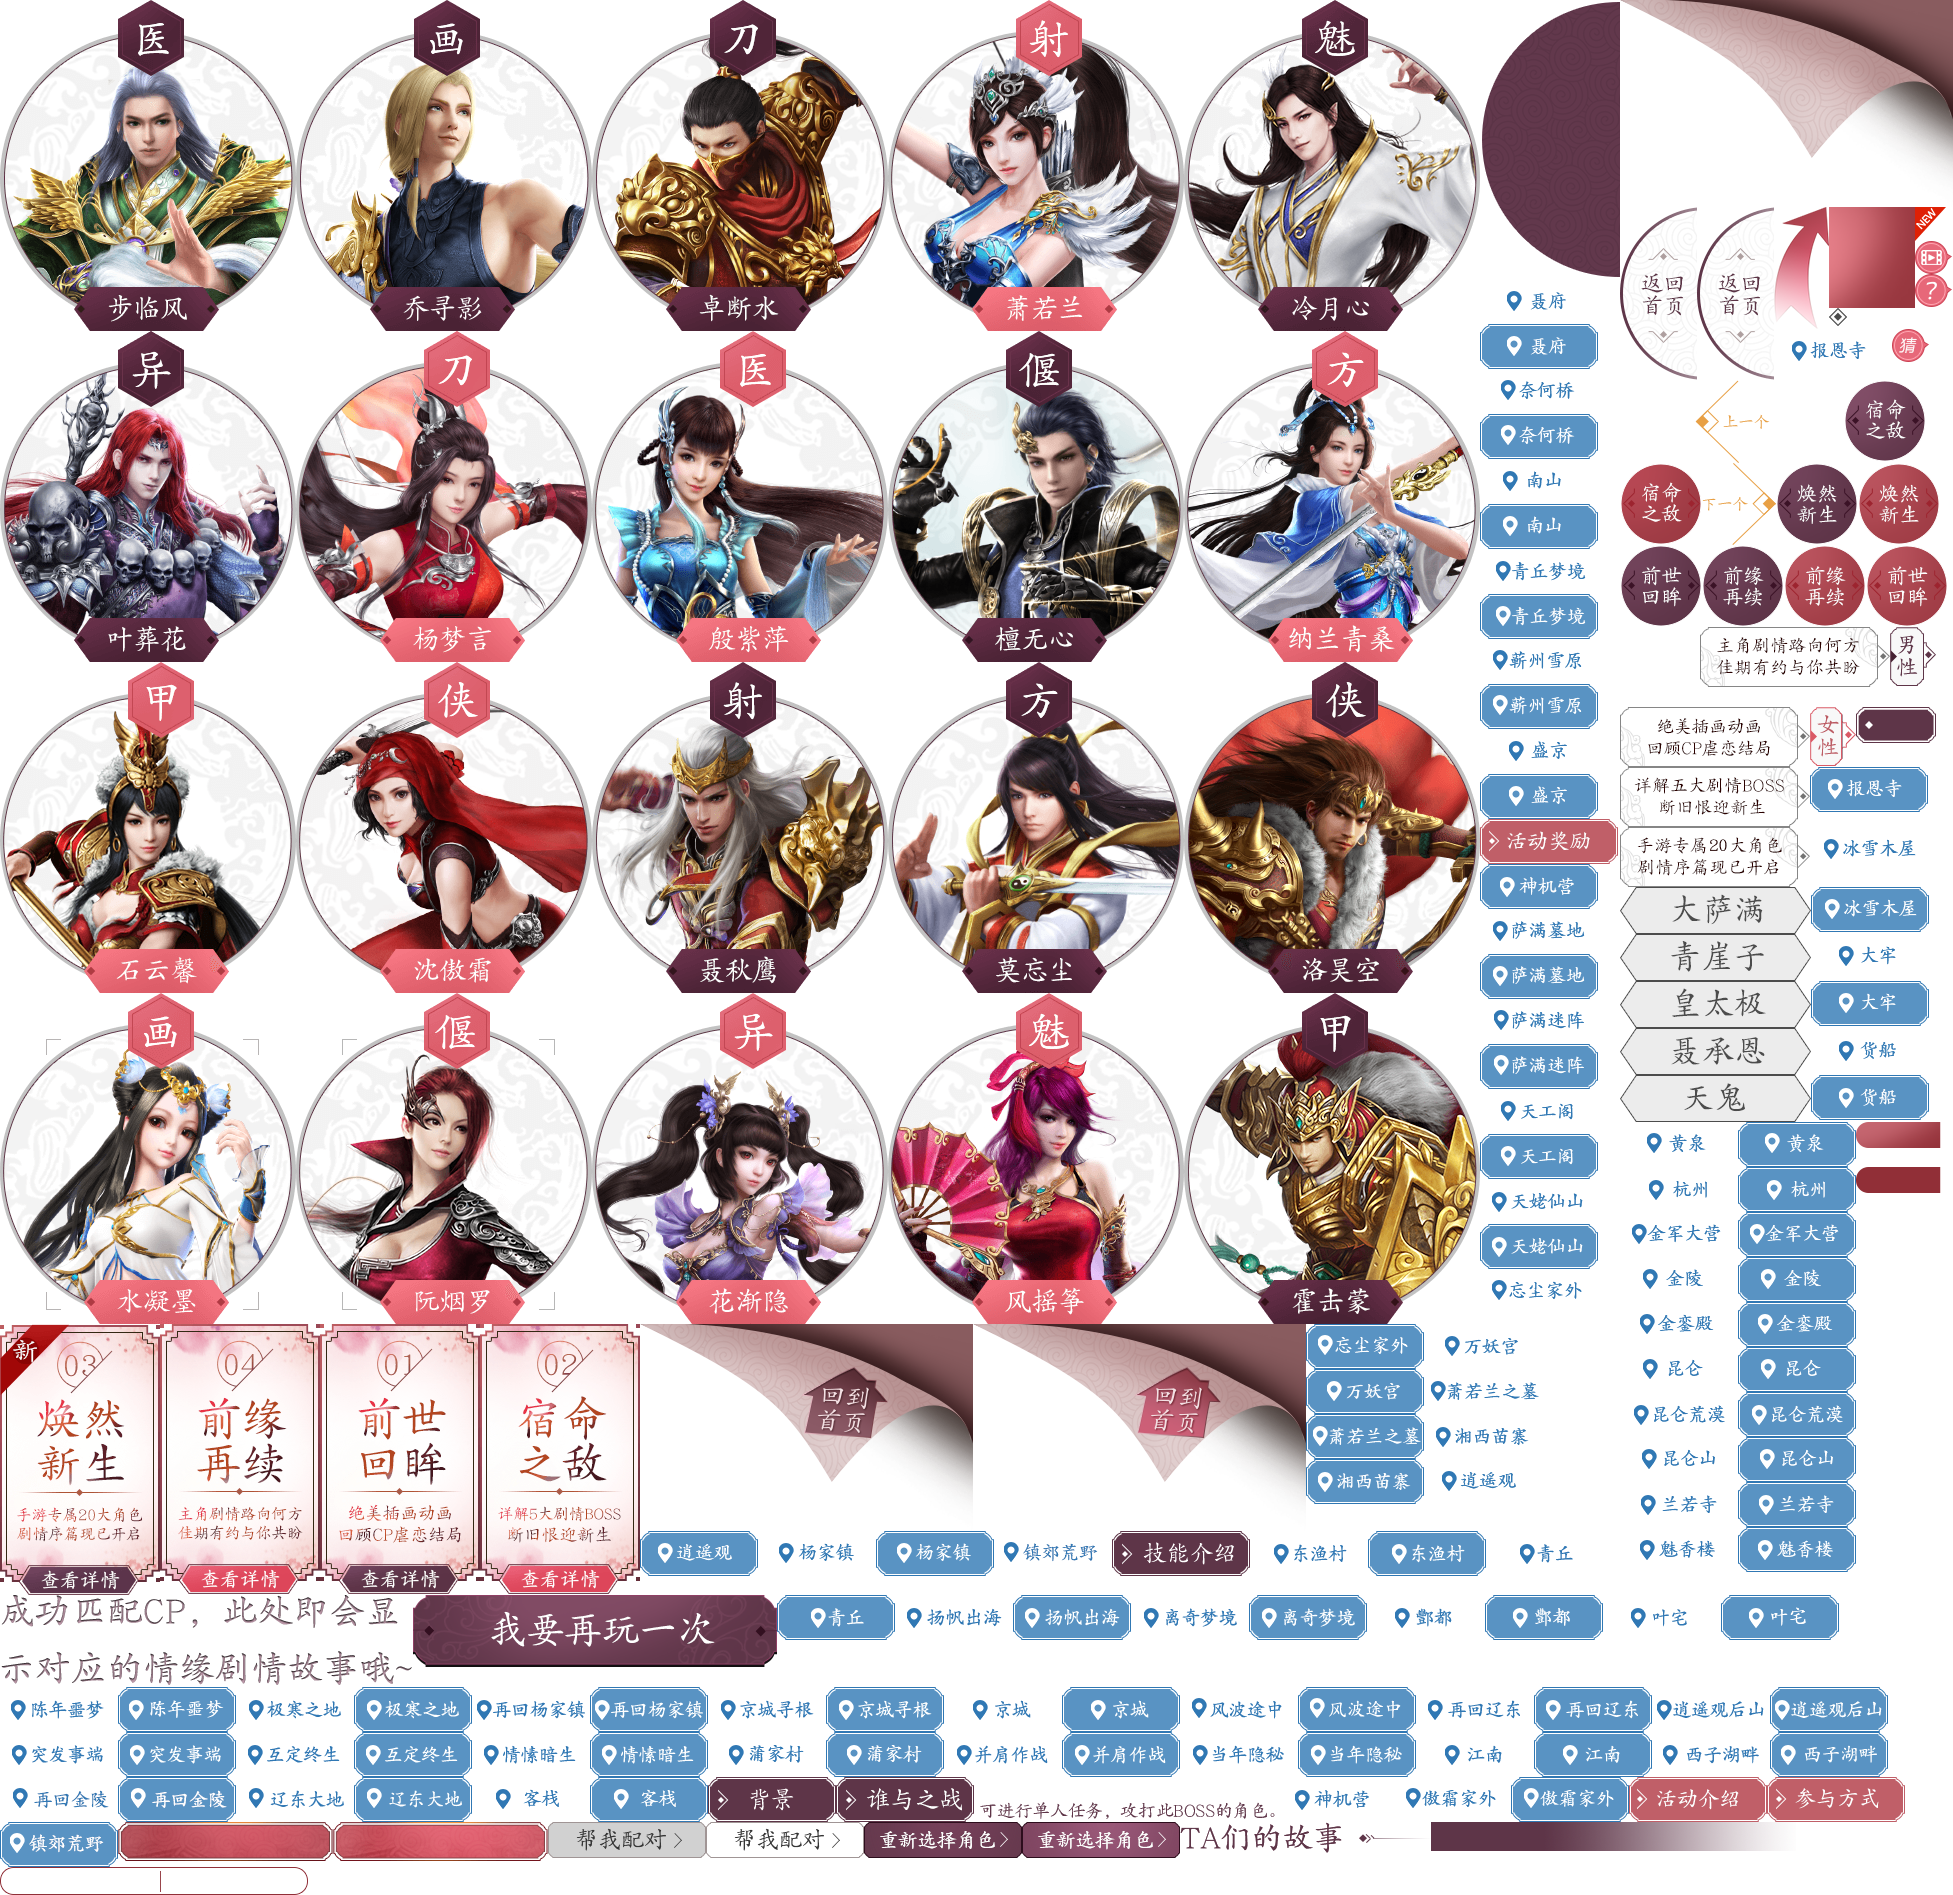 医
画
刀
射
魅
步临风
乔寻影
卓断水
萧若兰
冷月心
异
刀
医
偃
方
叶葬花
杨梦言
殷紫萍
檀无心
纳兰青桑
甲
侠
射
方
侠
石云馨
沈傲霜
聂秋鹰
莫忘尘
洛昊空
画
偃
异
魅
甲
水凝墨
阮烟罗
花渐隐
风摇筝
霍击蒙
聂府
聂府
奈何桥
奈何桥
南山
南山
青丘梦境
青丘梦境
蕲州雪原
蕲州雪原
盛京
盛京
活动奖励
神机营
萨满墓地
萨满墓地
萨满迷阵
萨满迷阵
天工阁
天工阁
天姥仙山
天姥仙山
忘尘家外
返回
首页
返回
首页
NEW
?
报恩寺
猜
上一个
宿命
之敌
宿命
之敌
下一个
焕然
新生
焕然
新生
前世
回眸
前缘
再续
前缘
再续
前世
回眸
主角剧情路向何方
佳期有约与你共盼
男性
绝美插画动画
回顾CP虐恋结局
女性
详解五大剧情BOSS
断旧恨迎新生
报恩寺
手游专属20大角色
剧情序篇现已开启
冰雪木屋
大萨满
冰雪木屋
青崖子
大牢
皇太极
大牢
聂承恩
货船
天鬼
货船
黄泉
黄泉
杭州
杭州
金军大营
金军大营
金陵
金陵
金銮殿
金銮殿
昆仑
昆仑
昆仑荒漠
昆仑荒漠
昆仑山
昆仑山
兰若寺
兰若寺
魅香楼
魅香楼
新
03
焕然
新生
手游专属20大角色
剧情序篇现已开启
查看详情
04
前缘
再续
主角剧情路向何方
佳期有约与你共盼
查看详情
01
前世
回眸
绝美插画动画
回顾CP虐恋结局
查看详情
02
宿命
之敌
详解5大剧情BOSS
断旧恨迎新生
查看详情
回到
首页
回到
首页
忘尘家外
万妖宫
万妖宫
萧若兰之墓
萧若兰之墓
湘西苗寨
湘西苗寨
逍遥观
逍遥观
杨家镇
杨家镇
镇郊荒野
技能介绍
东渔村
东渔村
青丘
成功匹配CP，此处即会显
示对应的情缘剧情故事哦~
我要再玩一次
青丘
扬帆出海
扬帆出海
离奇梦境
离奇梦境
酆都
酆都
叶宅
叶宅
陈年噩梦
陈年噩梦
极寒之地
极寒之地
再回杨家镇
再回杨家镇
京城寻根
京城寻根
京城
京城
风波途中
风波途中
再回辽东
再回辽东
逍遥观后山
逍遥观后山
突发事端
突发事端
互定终生
互定终生
情愫暗生
情愫暗生
蒲家村
蒲家村
并肩作战
并肩作战
当年隐秘
当年隐秘
江南
江南
西子湖畔
西子湖畔
再回金陵
再回金陵
辽东大地
辽东大地
客栈
客栈
背景
谁与之战
可进行单人任务，攻打此BOSS的角色。
神机营
傲霜家外
傲霜家外
活动介绍
参与方式
镇郊荒野
帮我配对
帮我配对
重新选择角色
重新选择角色
TA们的故事